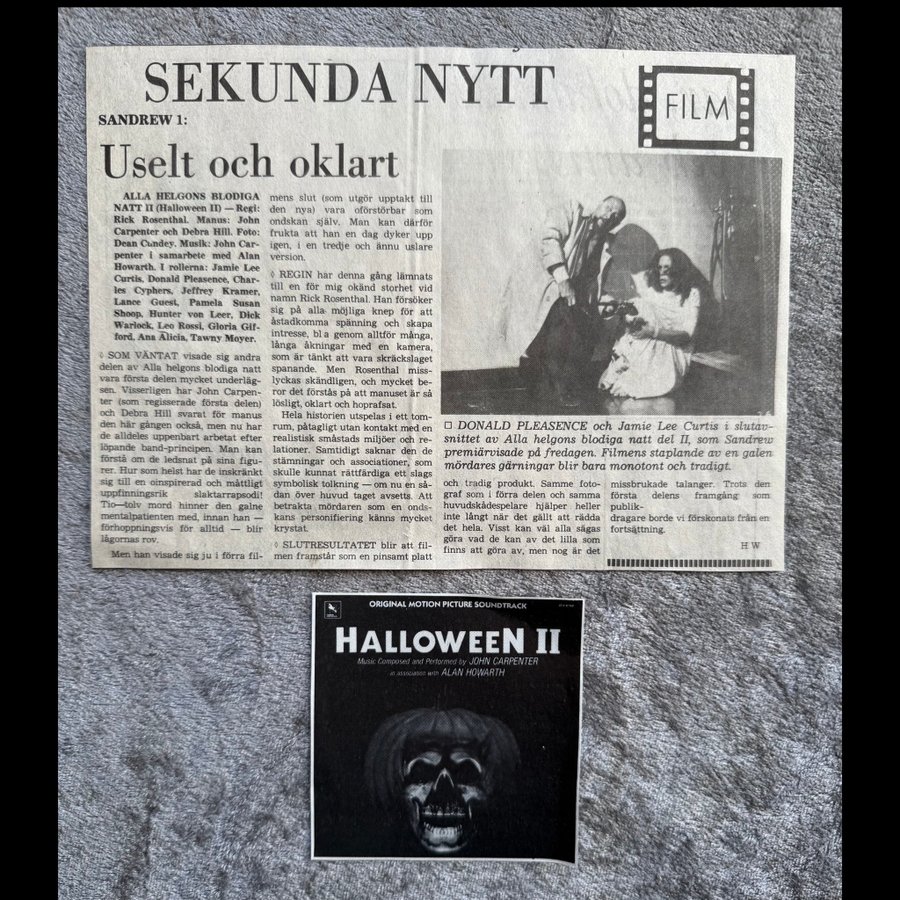 SEKUNDA NYTT
FILM
SANDREW 1:
Uselt och oklart
ALLA HELGONS BLODIGA
NATT II (Halloween II) — Regi:
Rick Rosenthal. Manus: John
Carpenter och Debra Hill. Foto:
Dean Cundey. Musik: John Car-
penter i samarbete med Alan
Howarth. I rollerna: Jamie Lee
Curtis, Donald Pleasence, Char-
les Cyphers, Jeffrey Kramer,
Lance Guest, Pamela Susan
Shoop, Hunter von Leer, Dick
Warlock, Leo Rossi, Gloria Gif-
ford, Ana Alicia, Tawny Moyer.
◊ SOM VÄNTAT visade sig andra
delen av Alla helgons blodiga natt
vara första delen mycket underläg-
sen. Visserligen har John Carpen-
ter (som regisserade första delen)
och Debra Hill svarat för manus
den här gången också, men nu har
de alldeles uppenbart arbetat efter
löpande band-principen. Man kan
förstå om de ledsnat på sina figu-
rer. Hur som helst har de inskränkt
sig till en oinspirerad och måttligt
uppfinningsrik slaktarrapsodi!
Tio—tolv mord hinner den galne
mentalpatienten med, innan han —
förhoppningsvis för alltid — blir
lågornas rov.
Men han visade sig ju i förra fil-
mens slut (som utgör upptakt till
den nya) vara oförstörbar som
ondskan själv. Man kan därför
frukta att han en dag dyker upp
igen, i en tredje och ännu uslare
version.
◊ REGIN har denna gång lämnats
till en för mig okänd storhet vid
namn Rick Rosenthal. Han försöker
sig på alla möjliga knep för att
åstadkomma spänning och skapa
intresse, bl a genom alltför många,
långa åkningar med en kamera,
som är tänkt att vara skräckslaget
spanande. Men Rosenthal miss-
lyckas skändligen, och mycket be-
ror det förstås på att manuset är så
lösligt, oklart och hoprafsat.
Hela historien utspelas i ett tom-
rum, påtagligt utan kontakt med en
realistisk småstads miljöer och re-
lationer. Samtidigt saknar den de
stämningar och associationer, som
skulle kunnat rättfärdiga ett slags
symbolisk tolkning — om nu en så-
dan över huvud taget avsetts. Att
betrakta mördaren som en ondskans
personifiering känns mycket
krystat.
◊ SLUTRESULTATET blir att fil-
men framstår som en pinsamt platt
□ DONALD PLEASENCE och Jamie Lee Curtis i slutav-
snittet av Alla helgons blodiga natt del II, som Sandrew
premiärvisade på fredagen. Filmens staplande av en galen
mördares gärningar blir bara monotont och tradigt.
och tradig produkt. Samme foto-
graf som i förra delen och samma
huvudskådespelare hjälper heller
inte långt när det gällt att rädda
det hela. Visst kan väl alla sägas
göra vad de kan av det lilla som
finns att göra av, men nog är det
missbrukade talanger. Trots den
första delens framgång som
publik-
dragare borde vi förskonats från en
fortsättning.
H W
ORIGINAL MOTION PICTURE SOUNDTRACK
HALLOWEEN II
Music Composed and Performed by JOHN CARPENTER
in association with ALAN HOWARTH